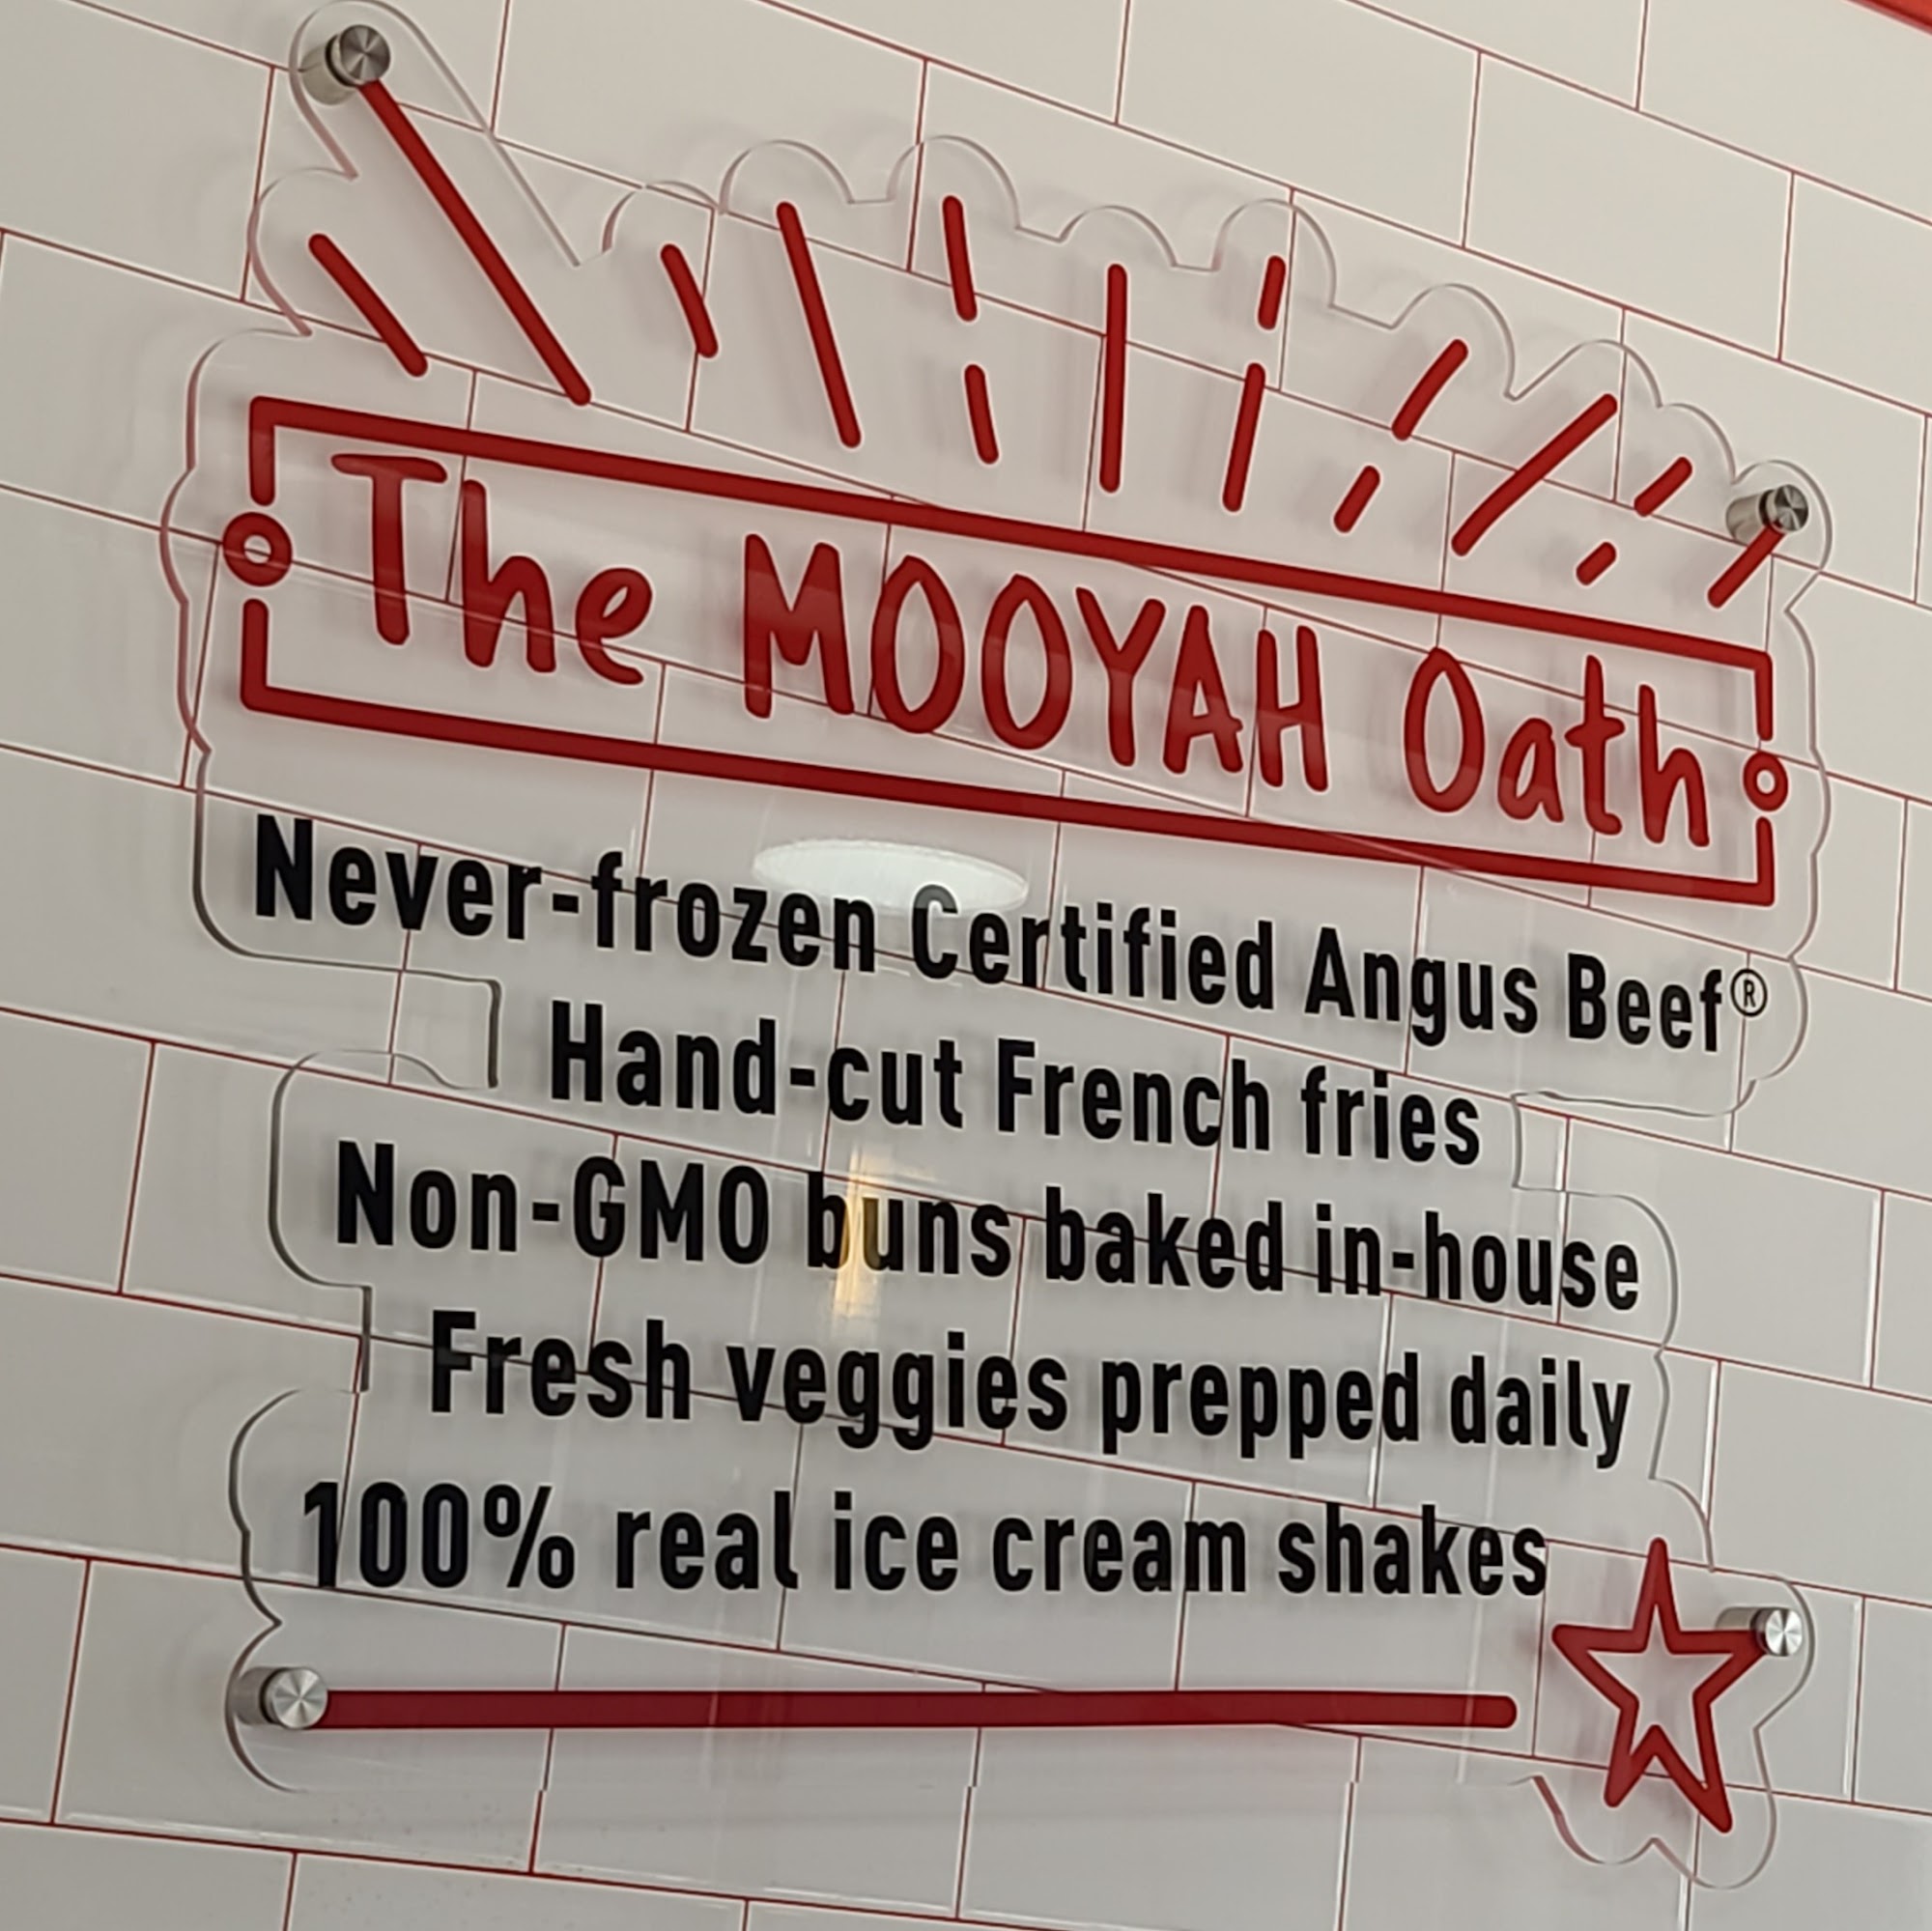 The MOOYAH Oath
Never-frozen Certified Angus Beef®
Hand-cut French fries
Non-GMO buns baked in-house
Fresh veggies prepped daily
100% real ice cream shakes